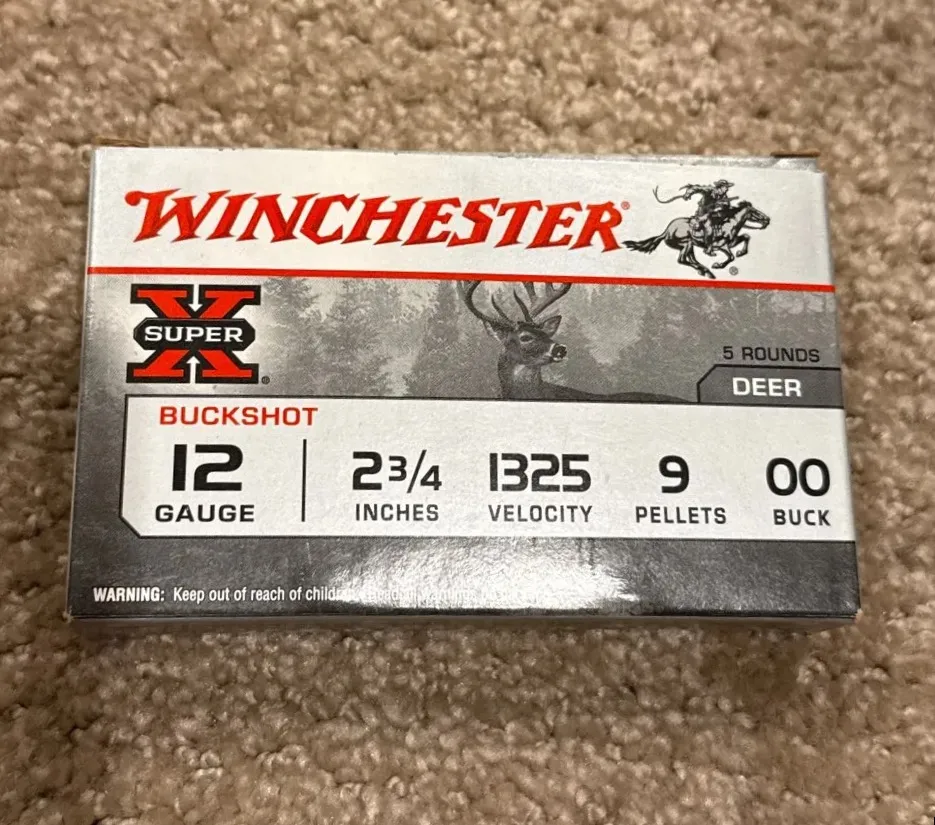 WINCHESTER®
®
SUPER X®
5 ROUNDS
DEER
BUCKSHOT
12 GAUGE
2 3/4 INCHES
1325 VELOCITY
9 PELLETS
00 BUCK
WARNING: Keep out of reach of